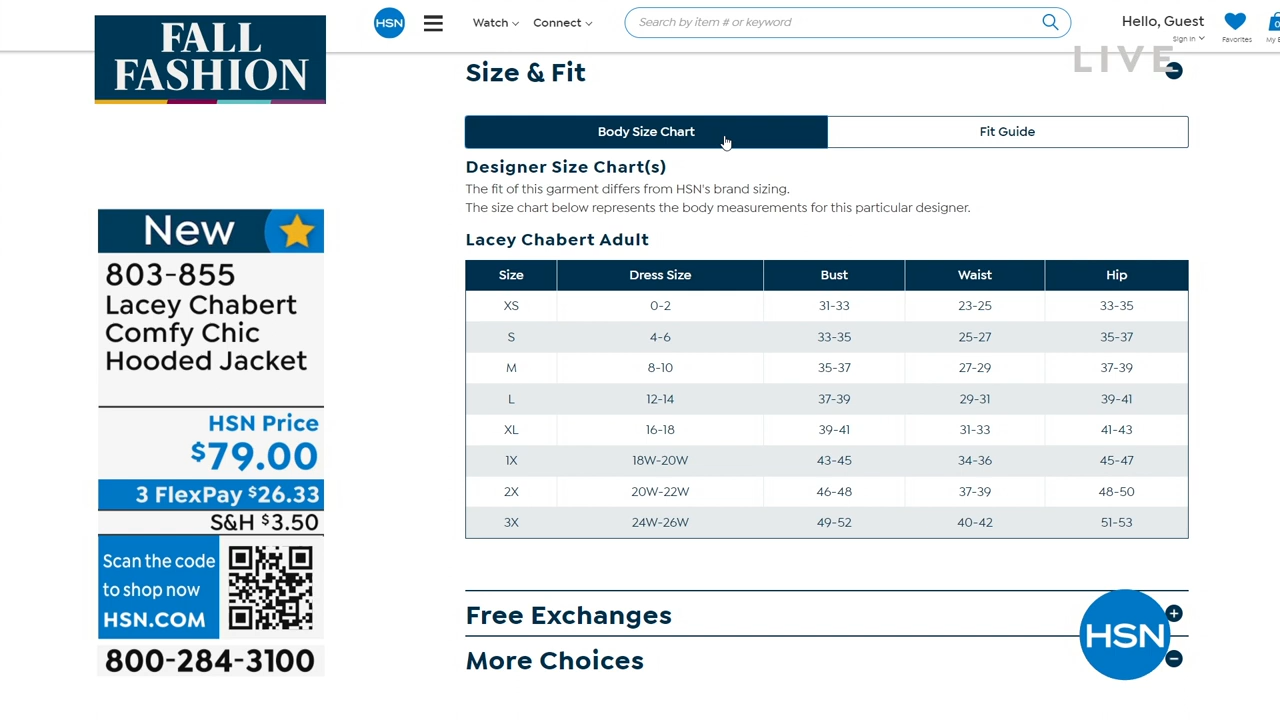 FALL
FASHION
HSN
Watch
Connect
Search by item # or keyword
Hello, Guest
Sign In
Favorites
LIVE
Size & Fit
Body Size Chart
Fit Guide
Designer Size Chart(s)
The fit of this garment differs from HSN's brand sizing.
The size chart below represents the body measurements for this particular designer.
Lacey Chabert Adult
Size Dress Size Bust Waist Hip
XS 0-2 31-33 23-25 33-35
S 4-6 33-35 25-27 35-37
M 8-10 35-37 27-29 37-39
L 12-14 37-39 29-31 39-41
XL 16-18 39-41 31-33 41-43
1X 18W-20W 43-45 34-36 45-47
2X 20W-22W 46-48 37-39 48-50
3X 24W-26W 49-52 40-42 51-53
Free Exchanges
More Choices
HSN
New
803-855
Lacey Chabert
Comfy Chic
Hooded Jacket
HSN Price
$79.00
3 FlexPay $26.33
S&H $3.50
Scan the code
to shop now
HSN.COM
800-284-3100